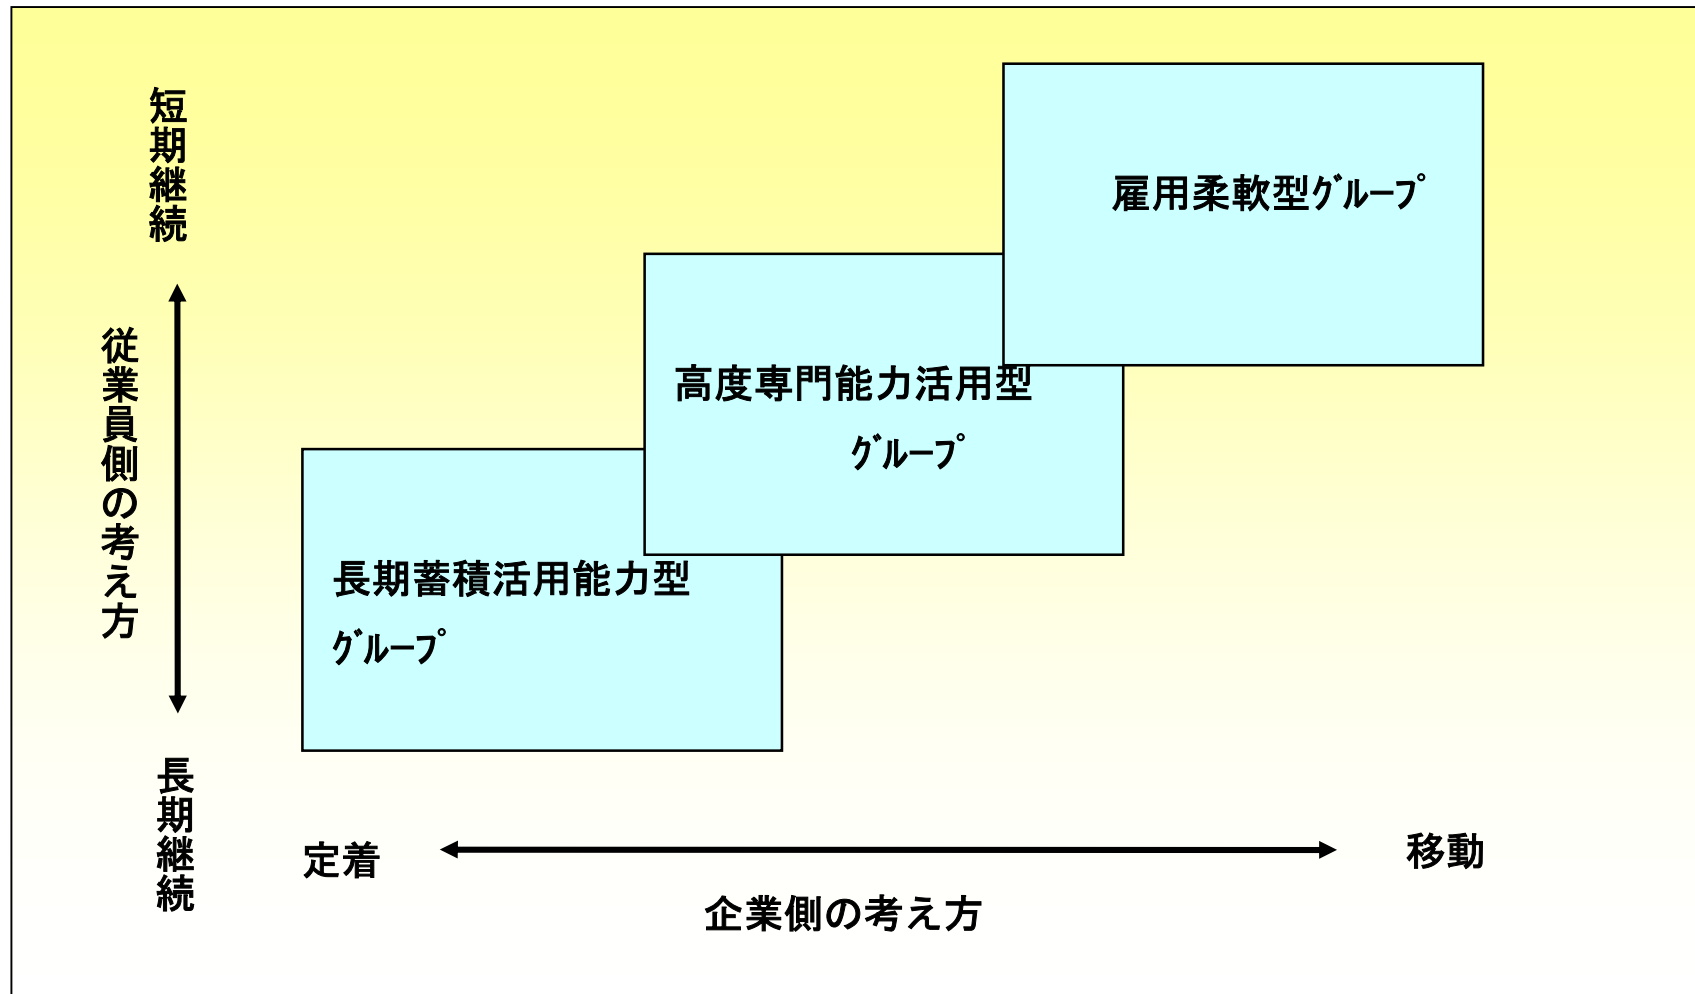 短期継続
雇用柔軟型ｸﾞﾙｰﾌﾟ
従業員側の考え方
高度専門能力活用型
ｸﾞﾙｰﾌﾟ
長期蓄積活用能力型
ｸﾞﾙｰﾌﾟ
長期継続
定着
移動
企業側の考え方